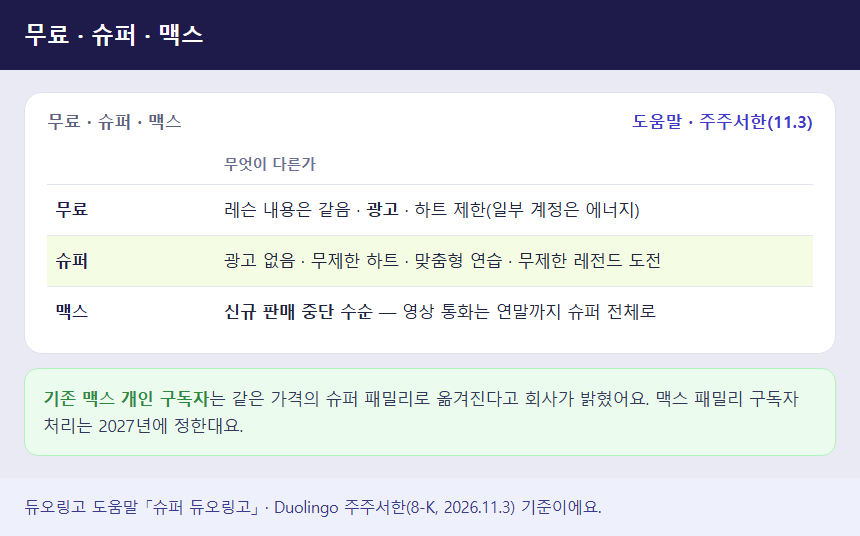 무료 · 슈퍼 · 맥스
무료 · 슈퍼 · 맥스 도움말 · 주주서한(11.3)
무엇이 다른가
무료 레슨 내용은 같음 · 광고 · 하트 제한(일부 계정은 에너지)
슈퍼 광고 없음 · 무제한 하트 · 맞춤형 연습 · 무제한 레전드 도전
맥스 신규 판매 중단 수순 — 영상 통화는 연말까지 슈퍼 전체로
기존 맥스 개인 구독자는 같은 가격의 슈퍼 패밀리로 옮겨진다고 회사가 밝혔어요. 맥스 패밀리 구독자
처리는 2027년에 정한대요.
듀오링고 도움말 「슈퍼 듀오링고」 · Duolingo 주주서한(8-K, 2026.11.3) 기준이에요.